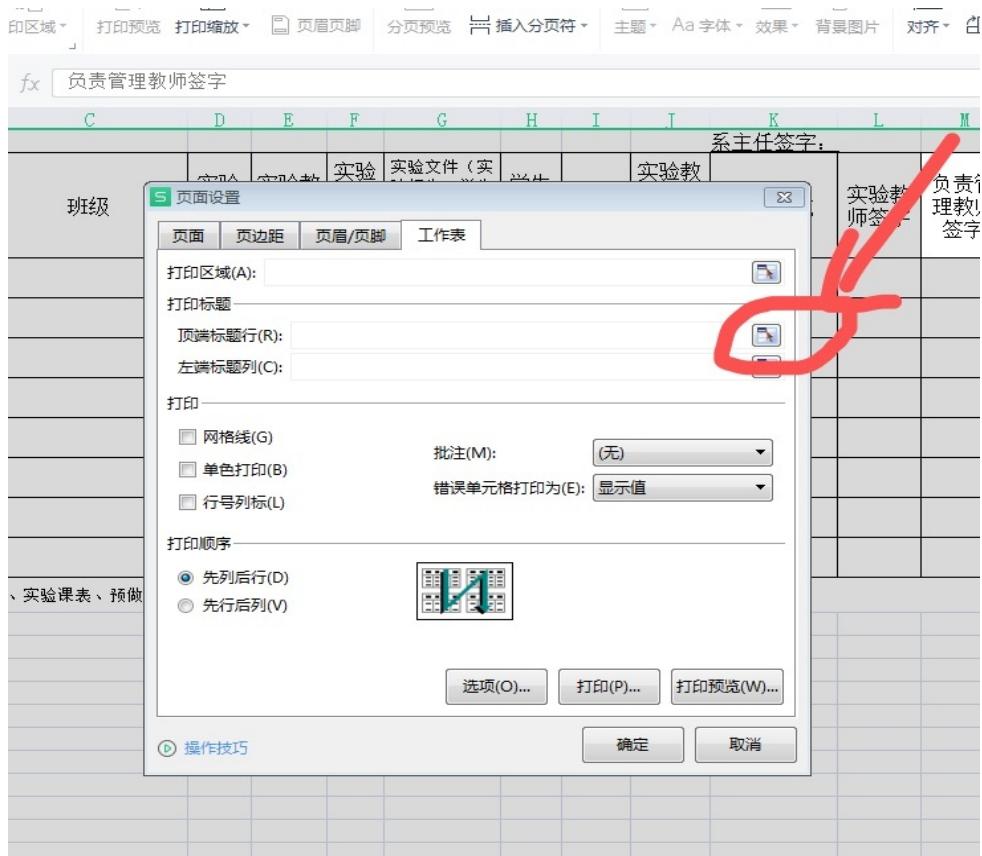 印区域 打印预览 打印缩放 页眉页脚 分页预览 插入分页符 主题 Aa 字体 效果 背景图片 对齐
fx 负责管理教师签字
C D E F G H I J K L M
系主任签字:
班级 实验 实验文件（实 实验教 实验教 负责管
师签字 理教师
签字
S 页面设置
页面 页边距 页眉/页脚 工作表
打印区域(A):
打印标题
顶端标题行(R):
左端标题列(C):
打印
网格线(G)
批注(M): (无)
单色打印(B)
错误单元格打印为(E): 显示值
行号列标(L)
打印顺序
先列后行(D)
先行后列(V)
、实验课表、预做
选项(O)... 打印(P)... 打印预览(W)...
操作技巧 确定 取消